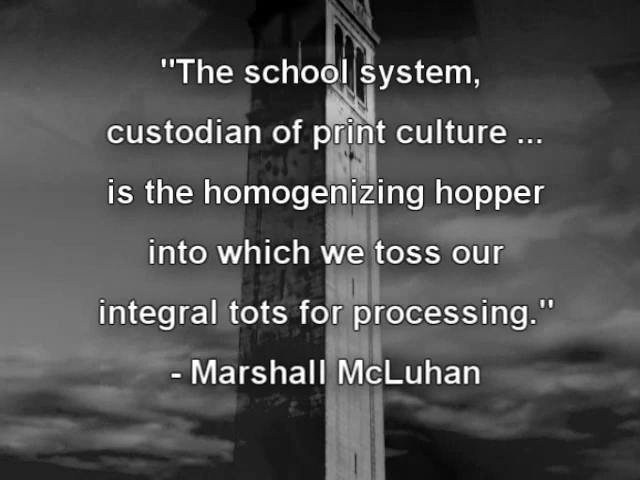 "The school system,
custodian of print culture ...
is the homogenizing hopper
into which we toss our
integral tots for processing."
- Marshall McLuhan